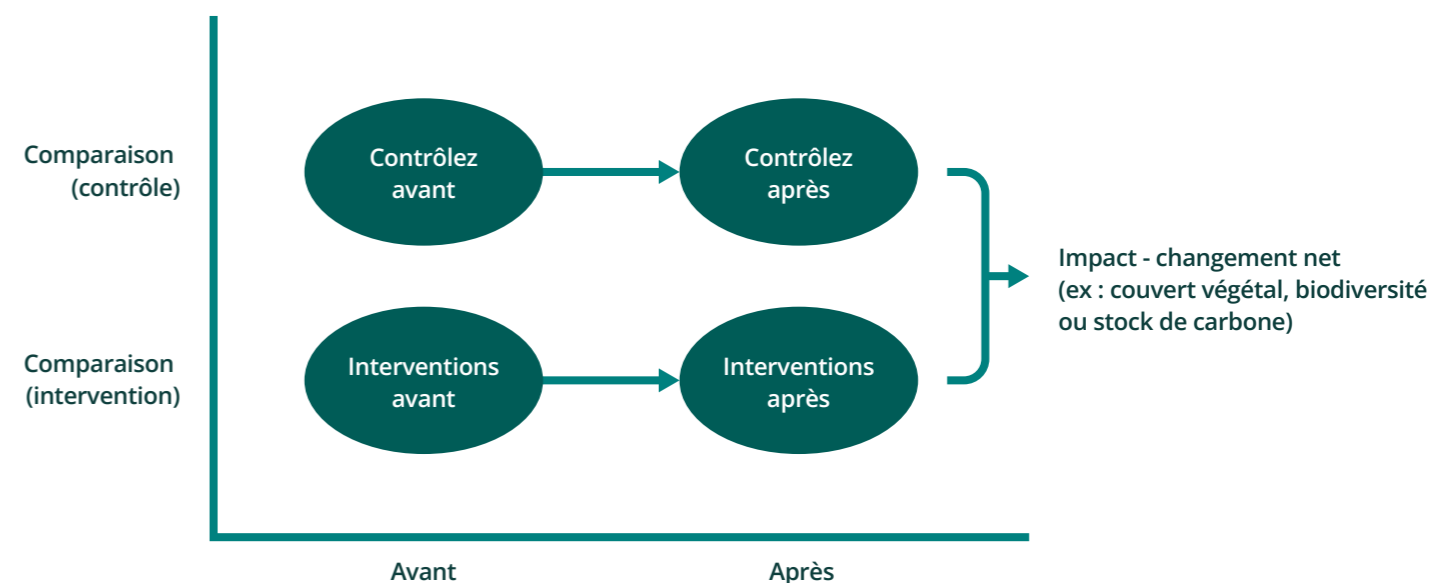 Comparaison
(contrôle)
Contrôlez
avant
Contrôlez
après
Impact - changement net
(ex : couvert végétal, biodiversité
ou stock de carbone)
Comparaison
(intervention)
Interventions
avant
Interventions
après
Avant
Après